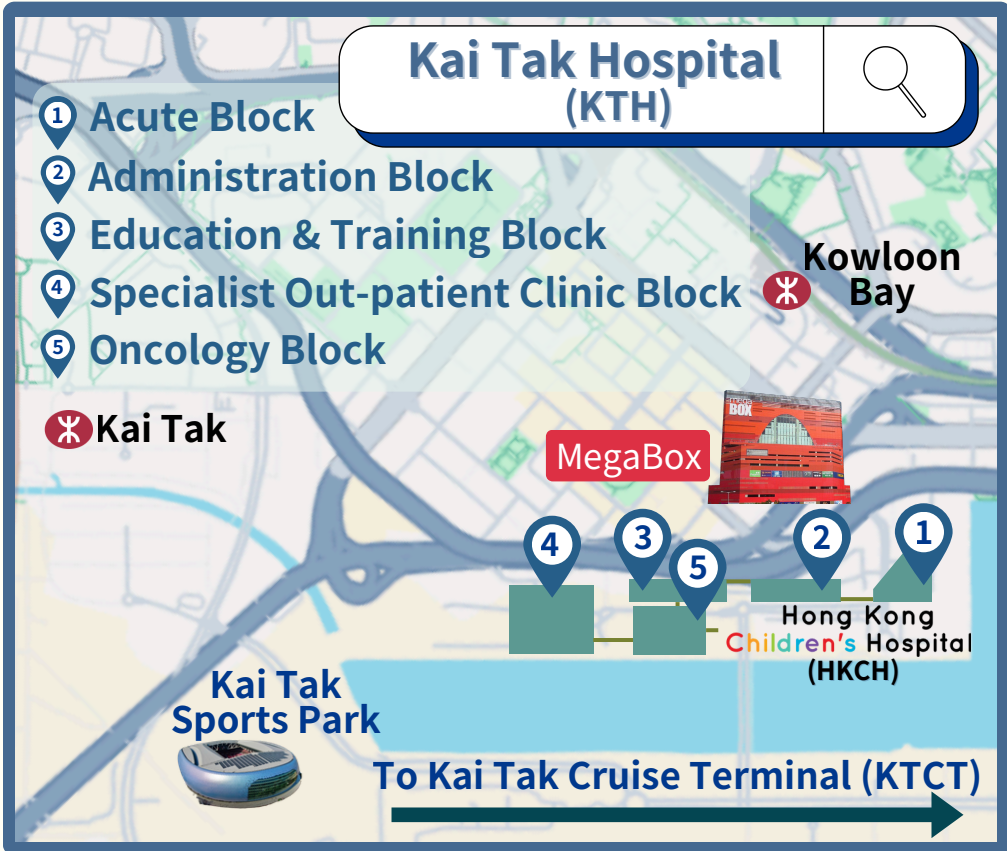 Kai Tak Hospital
(KTH)
1 Acute Block
2 Administration Block
3 Education & Training Block
4 Specialist Out-patient Clinic Block
5 Oncology Block
Kowloon
Bay
Kai Tak
mega
BOX
MegaBox
4
3
5
2
1
Hong Kong
Children's Hospital
(HKCH)
Kai Tak
Sports Park
To Kai Tak Cruise Terminal (KTCT)